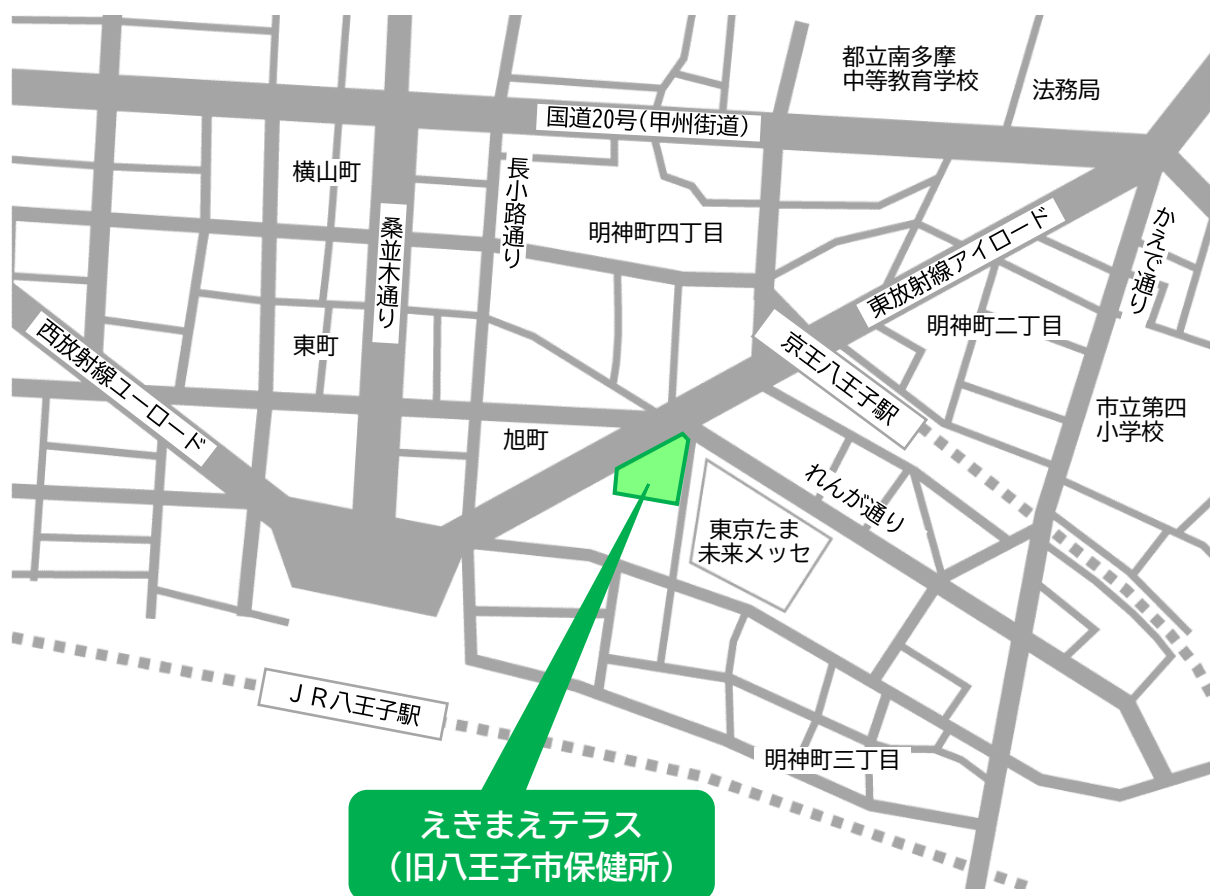 都立南多摩
中等教育学校
法務局
国道20号(甲州街道)
横山町
長小路通り
桑並木通り
明神町四丁目
かえで通り
東放射線アイロード
明神町二丁目
西放射線ユーロード
東町
京王八王子駅
市立第四
小学校
旭町
れんが通り
東京たま
未来メッセ
JR八王子駅
明神町三丁目
えきまえテラス
(旧八王子市保健所)